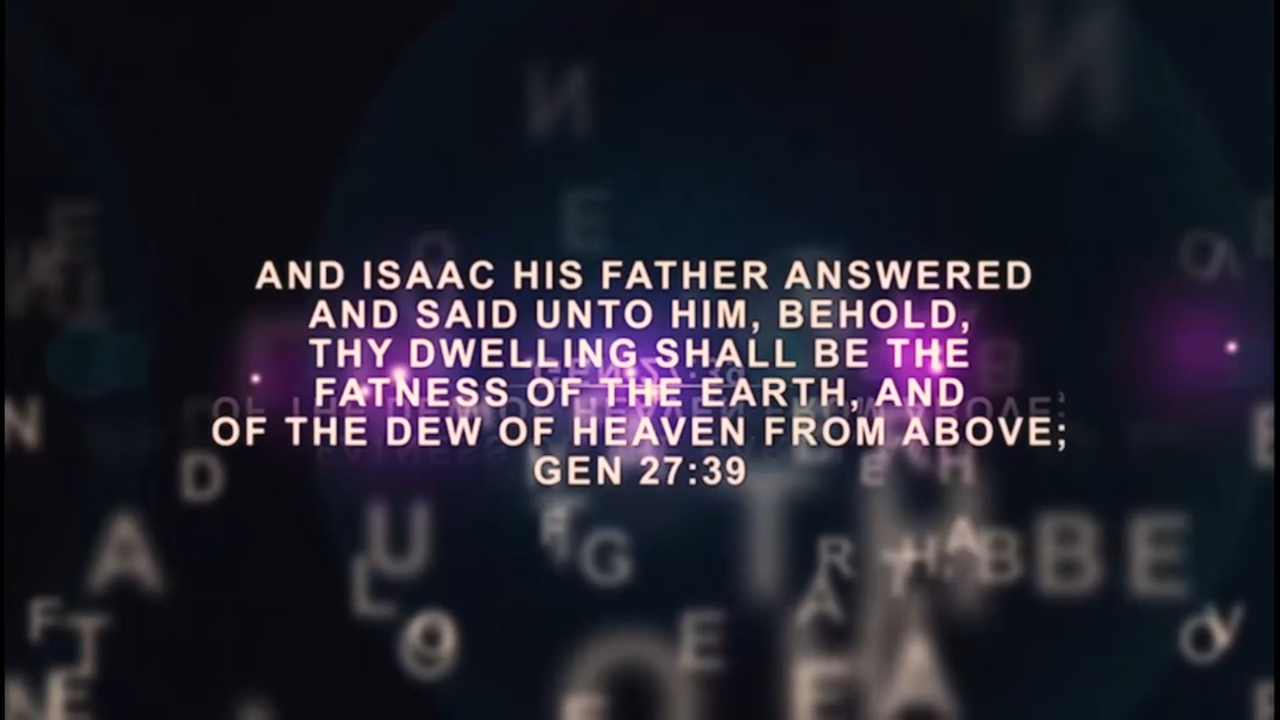 AND ISAAC HIS FATHER ANSWERED
AND SAID UNTO HIM, BEHOLD,
THY DWELLING SHALL BE THE
FATNESS OF THE EARTH, AND
OF THE DEW OF HEAVEN FROM ABOVE;
GEN 27:39